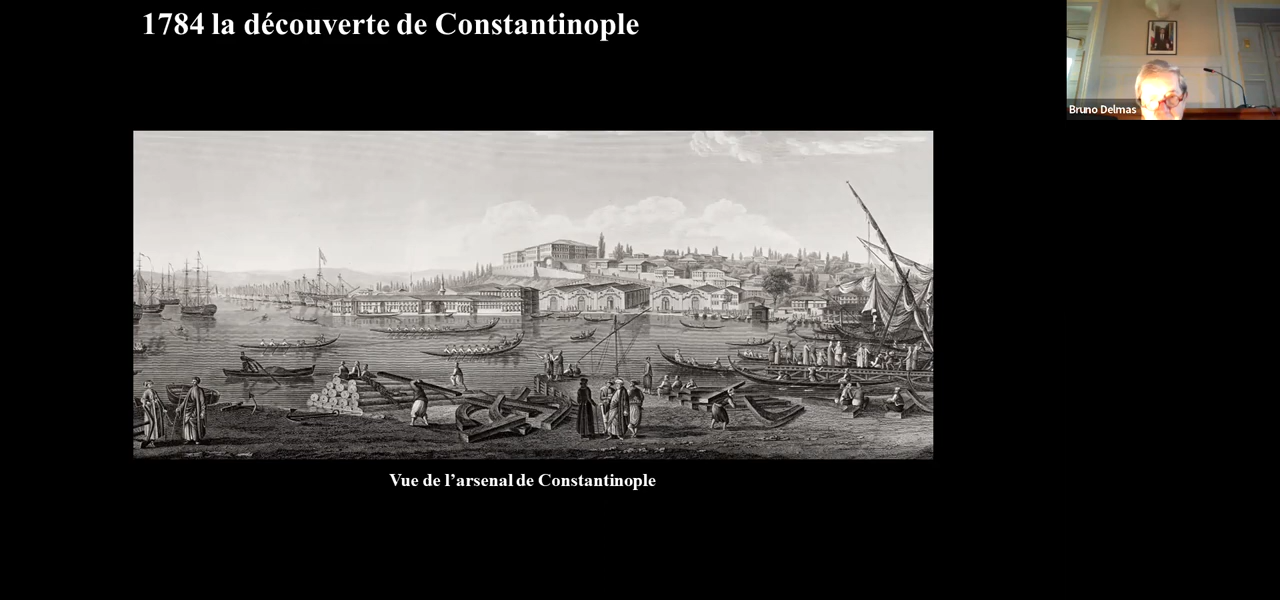 1784 la découverte de Constantinople
Bruno Delmas
Vue de l’arsenal de Constantinople